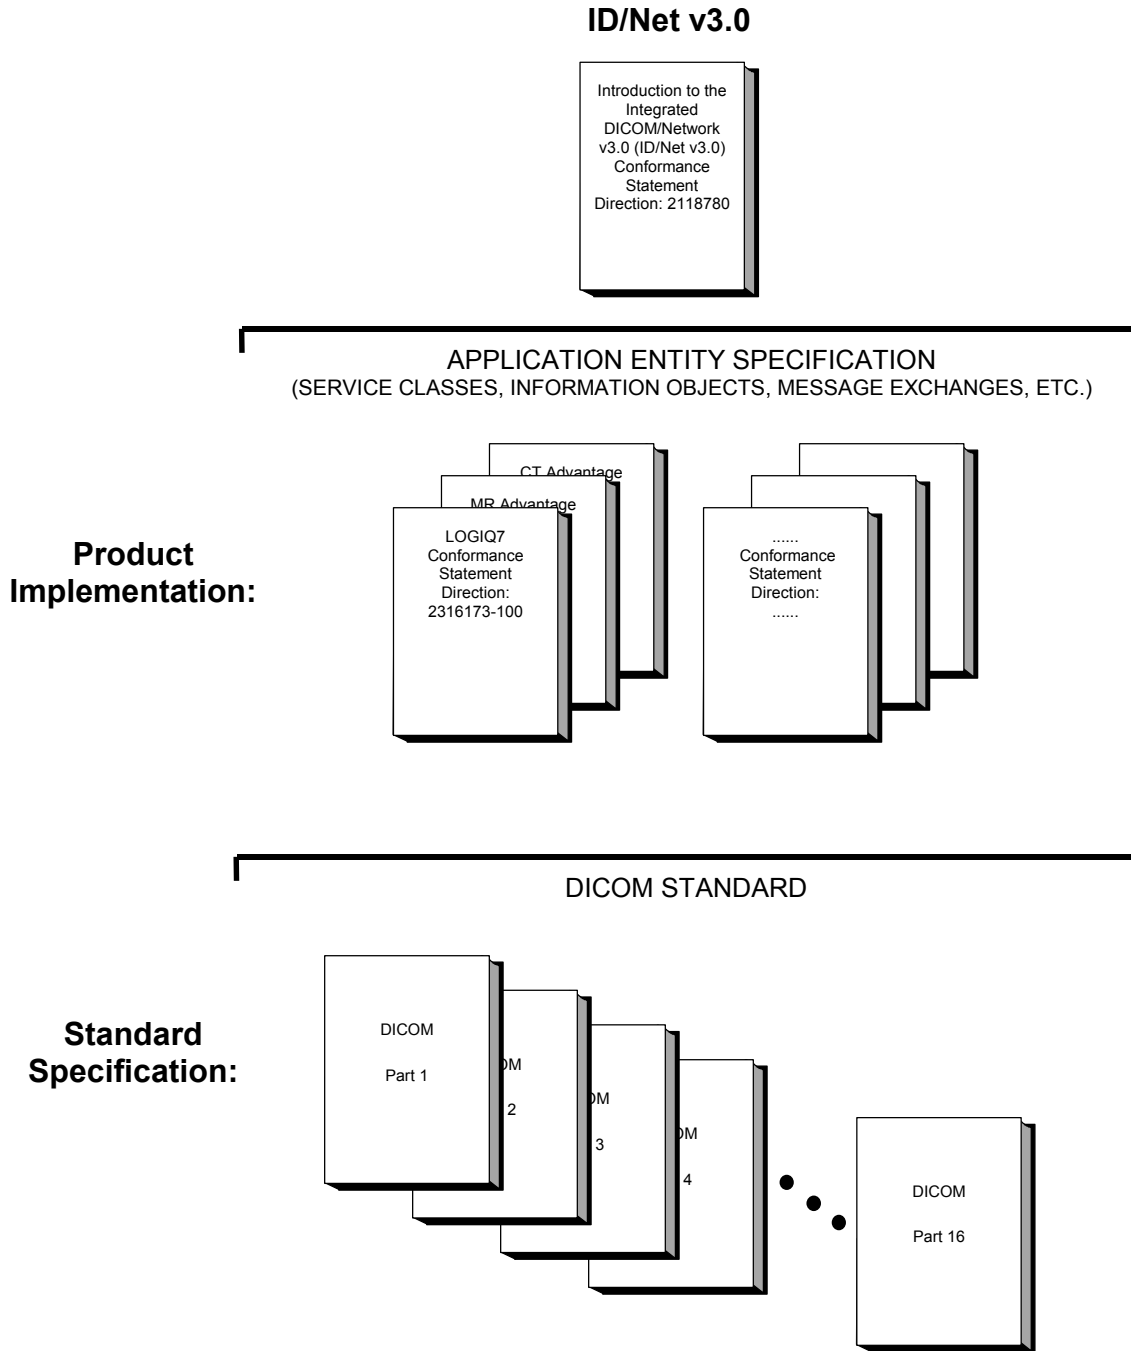 ID/Net v3.0
Introduction to the
Integrated
DICOM/Network
v3.0 (ID/Net v3.0)
Conformance
Statement
Direction: 2118780
APPLICATION ENTITY SPECIFICATION
(SERVICE CLASSES, INFORMATION OBJECTS, MESSAGE EXCHANGES, ETC.)
Product
Implementation:
CT Advantage
MR Advantage
LOGIQ7
Conformance
Statement
Direction:
2316173-100
......
Conformance
Statement
Direction:
......
DICOM STANDARD
Standard
Specification:
DICOM
Part 1
OM
2
OM
3
OM
4
DICOM
Part 16